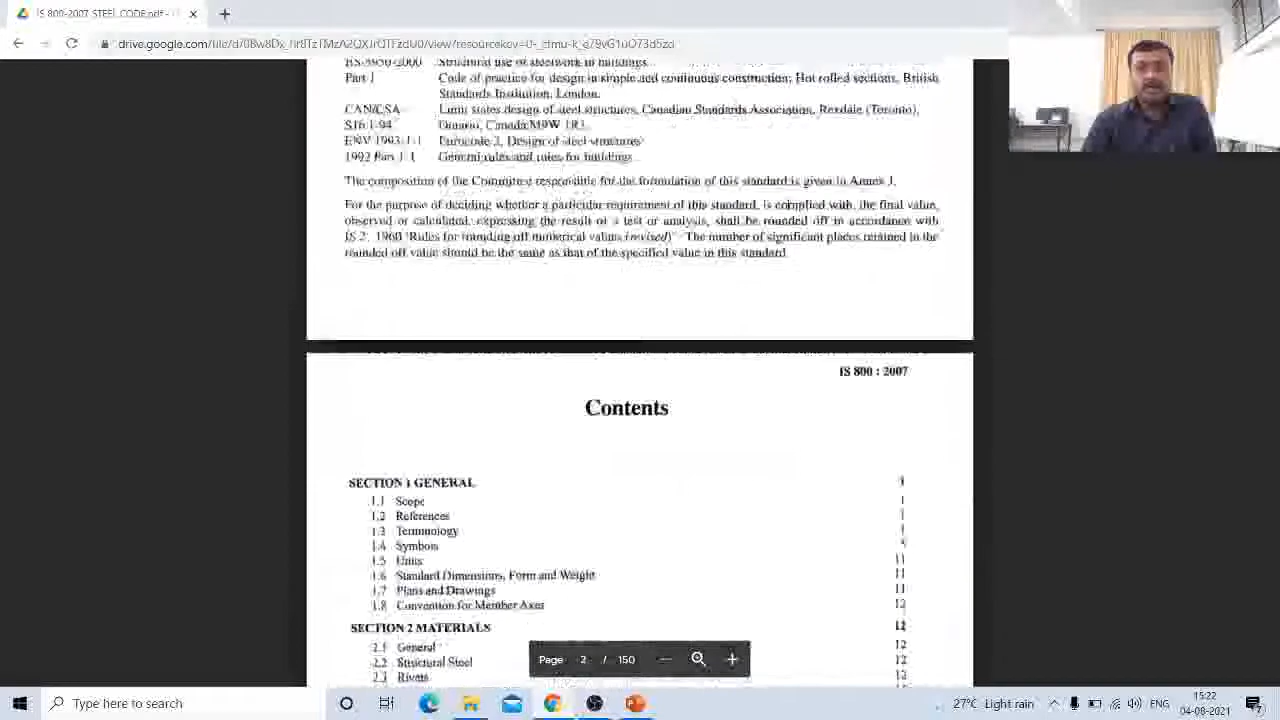 IS 800-2007 STEEL CODE.pdf
BS-5950-2000 Structural use of steelwork in buildings
Part 1 Code of practice for design in simple and continuous construction: Hot rolled sections, British
Standards Institution, London.
CAN/CSA Limit states design of steel structures, Canadian Standards Association, Rexdale (Toronto),
S16.1-94 Ontario, Canada M9W 1R3.
ENV 1993-1-1 Eurocode 3, Design of steel structures
1992 Part 1-1 General rules and rules for buildings
The composition of the Committee responsible for the formulation of this standard is given in Annex J.
For the purpose of deciding whether a particular requirement of this standard, is complied with, the final value,
observed or calculated, expressing the result of a test or analysis, shall be rounded off in accordance with
IS 2 : 1960 'Rules for rounding off numerical values (revised)'. The number of significant places retained in the
rounded off value should be the same as that of the specified value in this standard.
IS 800 : 2007
Contents
SECTION 1 GENERAL 1
1.1 Scope 1
1.2 References 1
1.3 Terminology 1
1.4 Symbols
1.5 Units 11
1.6 Standard Dimensions, Form and Weight 11
1.7 Plans and Drawings 11
1.8 Convention for Member Axes 12
SECTION 2 MATERIALS 12
2.1 General 12
2.2 Structural Steel 12
2.3 Rivets 12
Page 2 / 150
Type here to search
27°C Light rain
ENG
15:22
04-08-2021